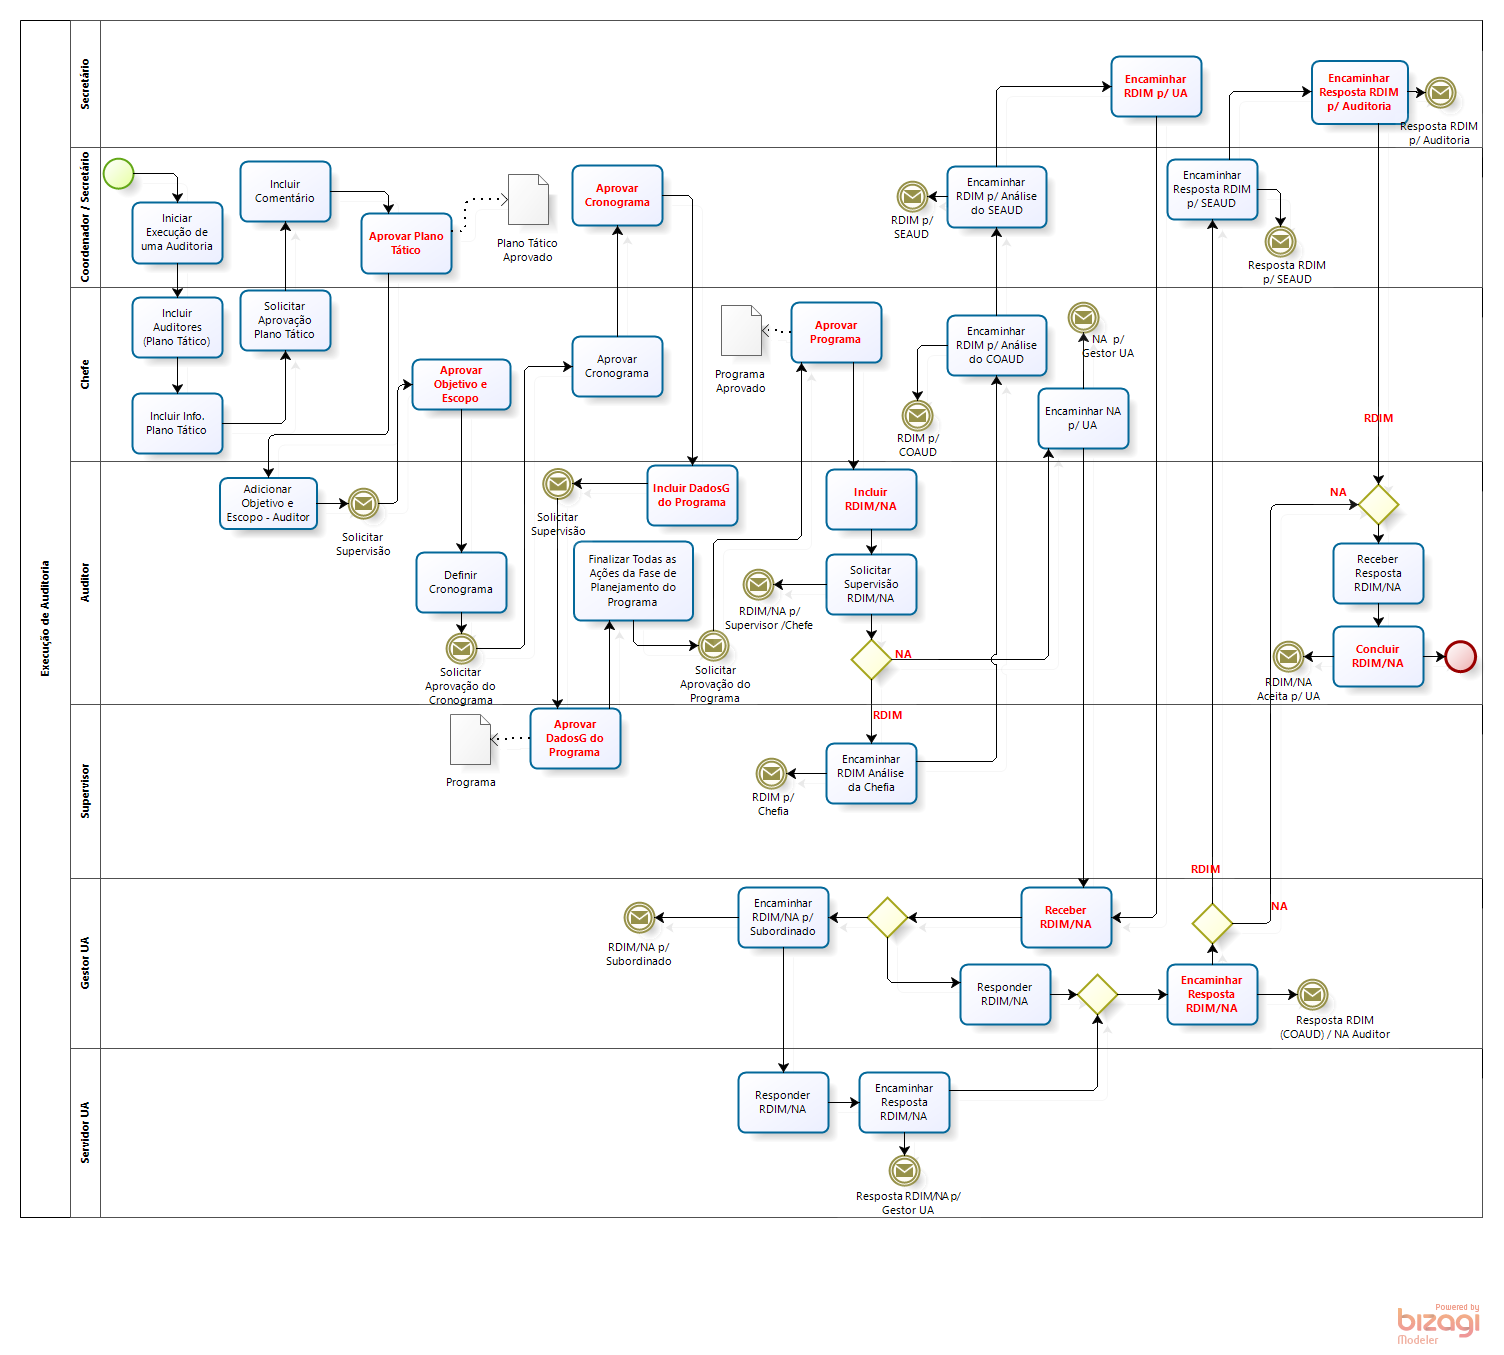 Execução de Auditoria
Secretário
Encaminhar
RDIM p/ UA
Encaminhar
Resposta RDIM
p/ Auditoria
Resposta RDIM
p/ Auditoria
Coordenador / Secretário
Iniciar
Execução de
uma Auditoria
Incluir
Comentário
Aprovar Plano
Tático
Plano Tático
Aprovado
Aprovar
Cronograma
RDIM p/
SEAUD
Encaminhar
RDIM p/ Análise
do SEAUD
Encaminhar
Resposta RDIM
p/ SEAUD
Resposta RDIM
p/ SEAUD
Chefe
Incluir
Auditores
(Plano Tático)
Solicitar
Aprovação
Plano Tático
Incluir Info.
Plano Tático
Aprovar
Objetivo e
Escopo
Aprovar
Cronograma
Programa
Aprovado
Aprovar
Programa
Encaminhar
RDIM p/ Análise
do COAUD
RDIM p/
COAUD
NA p/
Gestor UA
Encaminhar NA
p/ UA
RDIM
Auditor
Adicionar
Objetivo e
Escopo - Auditor
Solicitar
Supervisão
Definir
Cronograma
Solicitar
Aprovação do
Cronograma
Solicitar
Supervisão
Incluir DadosG
do Programa
Finalizar Todas as
Ações da Fase de
Planejamento do
Programa
Solicitar
Aprovação do
Programa
Incluir
RDIM/NA
Solicitar
Supervisão
RDIM/NA
RDIM/NA p/
Supervisor /Chefe
NA
RDIM
NA
Receber
Resposta
RDIM/NA
Concluir
RDIM/NA
RDIM/NA
Aceita p/ UA
Supervisor
Programa
Aprovar
DadosG do
Programa
RDIM p/
Chefia
Encaminhar
RDIM Análise
da Chefia
RDIM
Gestor UA
RDIM/NA p/
Subordinado
Encaminhar
RDIM/NA p/
Subordinado
Receber
RDIM/NA
NA
Responder
RDIM/NA
Encaminhar
Resposta
RDIM/NA
Resposta RDIM
(COAUD) / NA Auditor
Servidor UA
Responder
RDIM/NA
Encaminhar
Resposta
RDIM/NA
Resposta RDIM/NA p/
Gestor UA
Powered by
bizagi
Modeler